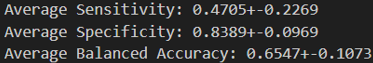 Average Sensitivity: 0.4705+-0.2269
Average Specificity: 0.8389+-0.0969
Average Balanced Accuracy: 0.6547+-0.1073